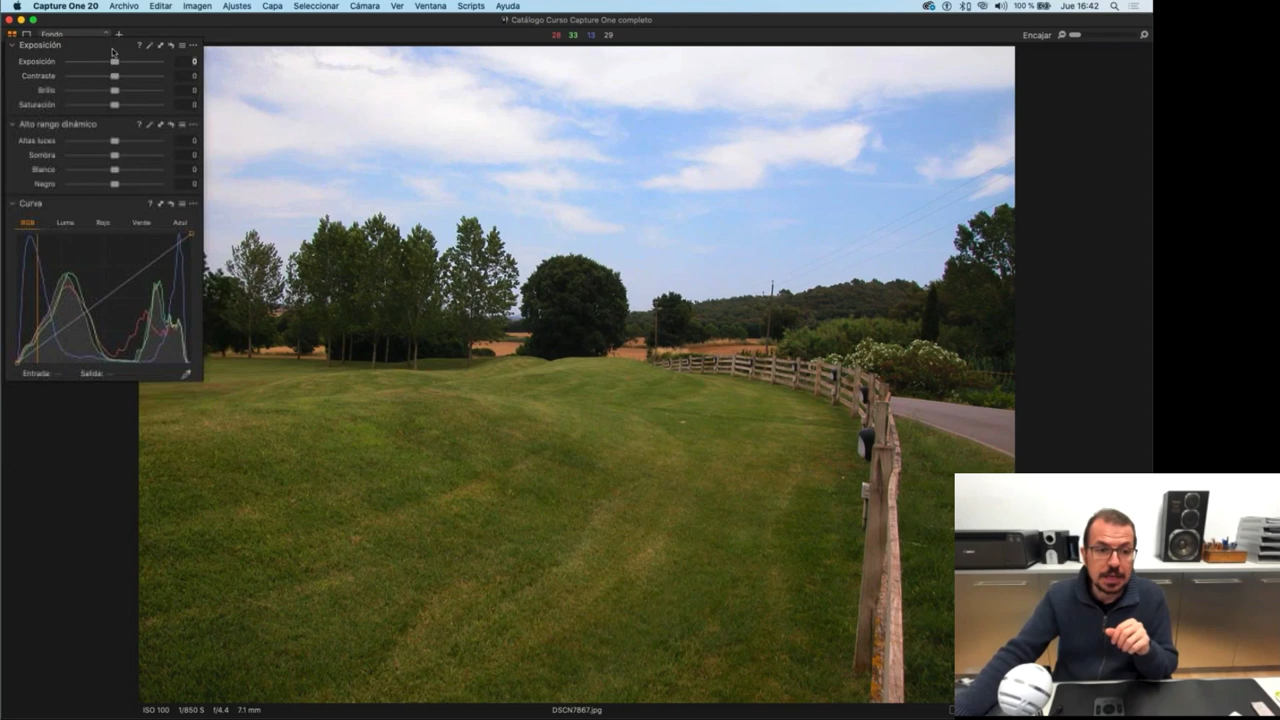 Capture One 20 Archivo Editar Imagen Ajustes Capa Seleccionar Cámara Ver Ventana Scripts Ayuda 100 % Jue 16:42
Catálogo Curso Capture One completo
Fondo 28 33 13 29 Encajar
Exposición ?
Exposición 0
Contraste 0
Brillo 0
Saturación 0
Alto rango dinámico ?
Altas luces 0
Sombra 0
Blanco 0
Negro 0
Curva ?
RGB Luma Rojo Verde Azul
Entrada: -- Salida: --
ISO 100 1/850 S f/4.4 7.1 mm DSCN7867.jpg